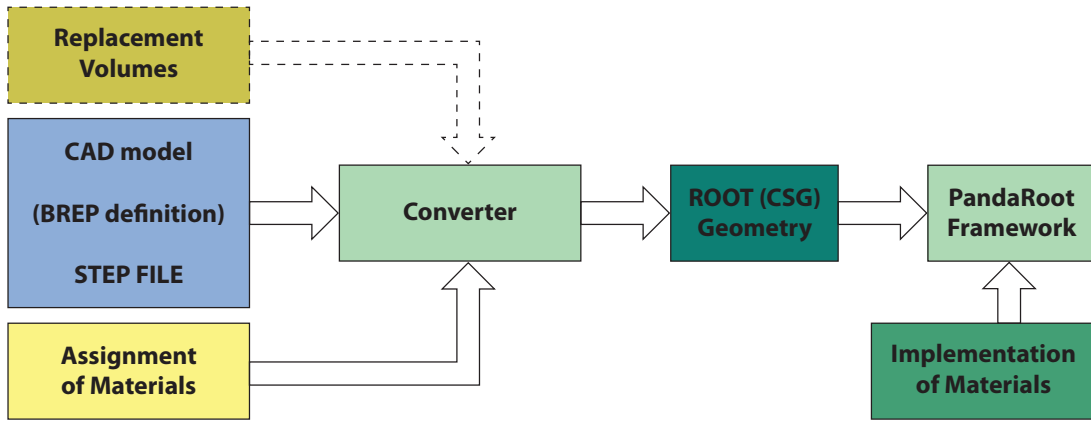 Replacement
Volumes
CAD model
(BREP definition)
STEP FILE
Assignment
of Materials
Converter
ROOT (CSG)
Geometry
PandaRoot
Framework
Implementation
of Materials